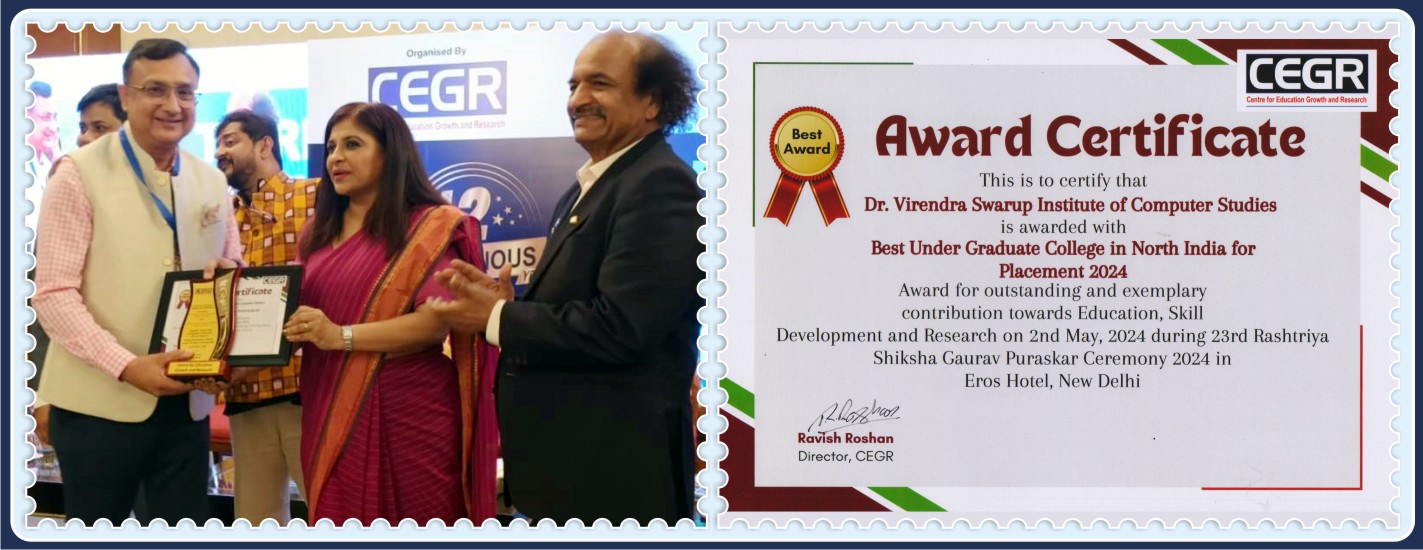 Organised By
CEGR
Education Growth and Research
12
YE
CEGR
Certificate
CEGR
Centre for Education Growth and Research
Best
Award
Award Certificate
This is to certify that
Dr. Virendra Swarup Institute of Computer Studies
is awarded with
Best Under Graduate College in North India for
Placement 2024
Award for outstanding and exemplary
contribution towards Education, Skill
Development and Research on 2nd May, 2024 during 23rd Rashtriya
Shiksha Gaurav Puraskar Ceremony 2024 in
Eros Hotel, New Delhi
Ravish Roshan
Director, CEGR